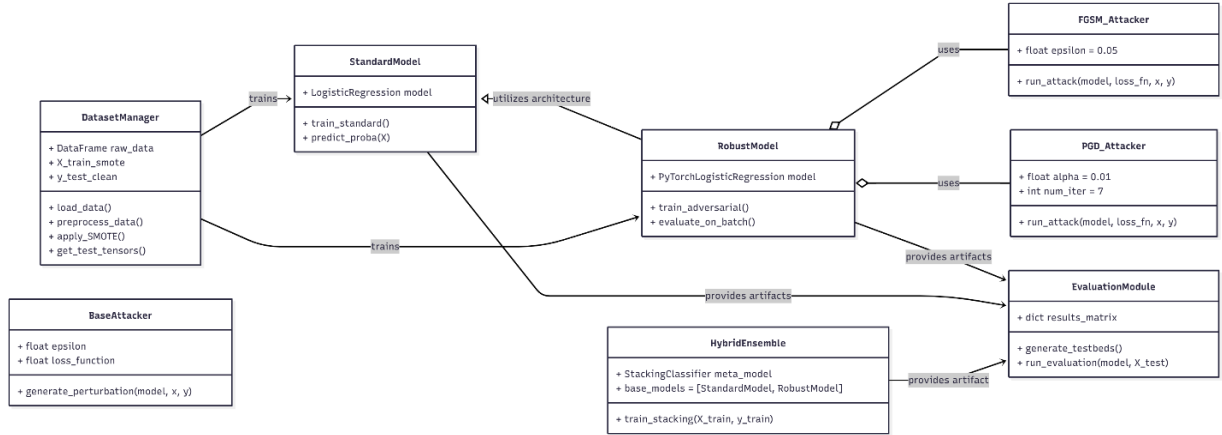 FGSM_Attacker
+ float epsilon = 0.05
+ run_attack(model, loss_fn, x, y)
uses
StandardModel
+ LogisticRegression model
+ train_standard()
+ predict_proba(X)
trains
utilizes architecture
DatasetManager
+ DataFrame raw_data
+ X_train_smote
+ y_test_clean
+ load_data()
+ preprocess_data()
+ apply_SMOTE()
+ get_test_tensors()
RobustModel
+ PyTorchLogisticRegression model
+ train_adversarial()
+ evaluate_on_batch()
PGD_Attacker
+ float alpha = 0.01
+ int num_iter = 7
+ run_attack(model, loss_fn, x, y)
uses
trains
provides artifacts
provides artifacts
EvaluationModule
+ dict results_matrix
+ generate_testbeds()
+ run_evaluation(model, X_test)
BaseAttacker
+ float epsilon
+ float loss_function
+ generate_perturbation(model, x, y)
HybridEnsemble
+ StackingClassifier meta_model
+ base_models = [StandardModel, RobustModel]
+ train_stacking(X_train, y_train)
provides artifact